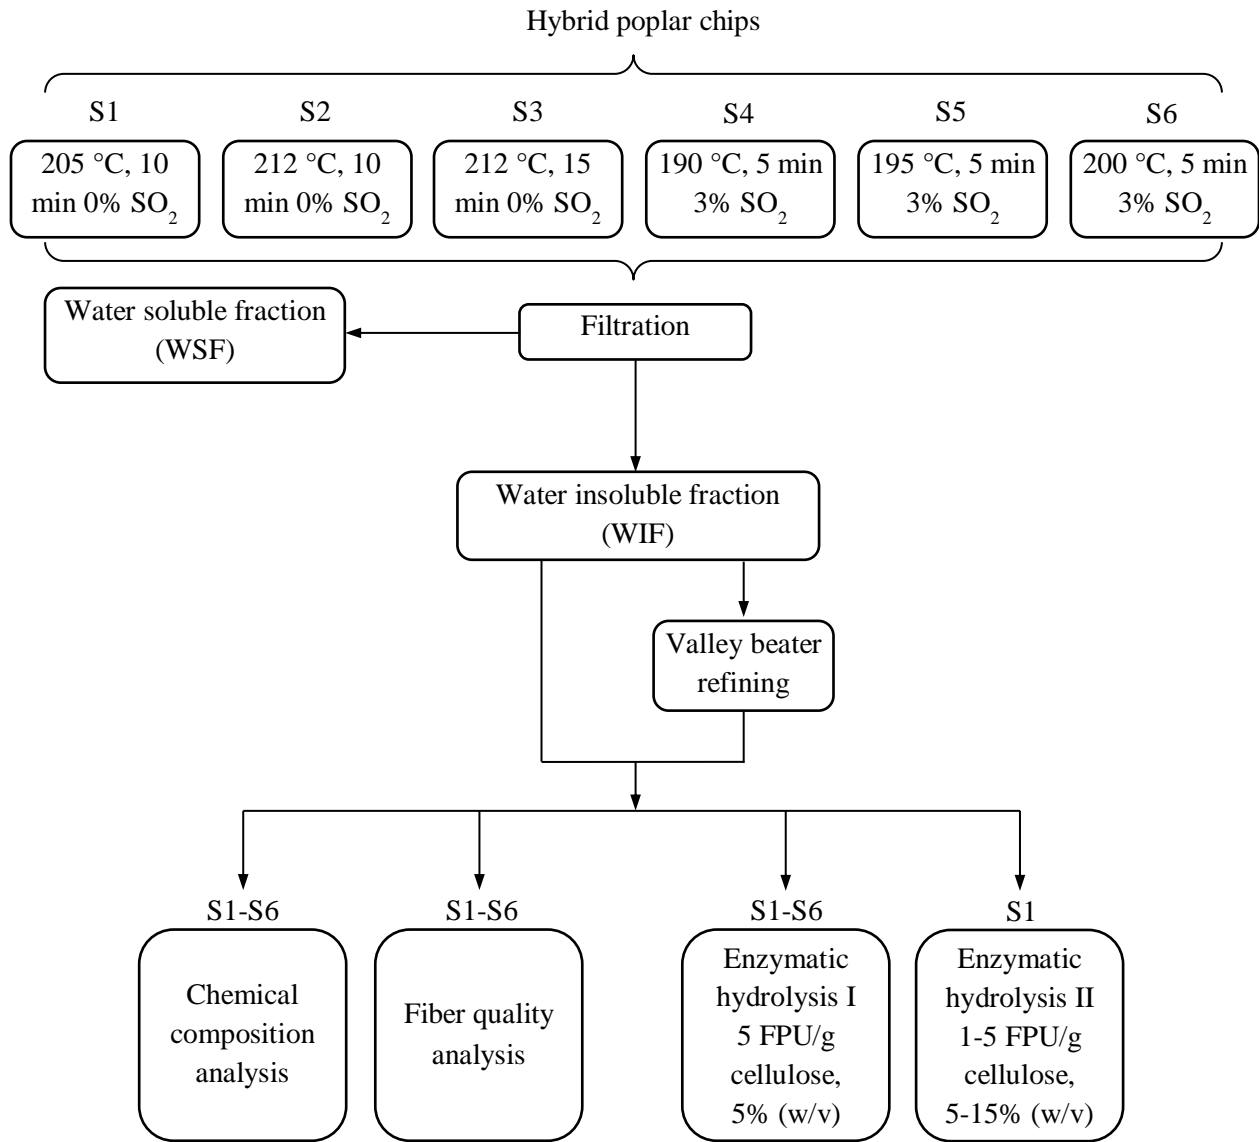 Hybrid poplar chips
S1
S2
S3
S4
S5
S6
205 °C, 10
min 0% SO2
212 °C, 10
min 0% SO2
212 °C, 15
min 0% SO2
190 °C, 5 min
3% SO2
195 °C, 5 min
3% SO2
200 °C, 5 min
3% SO2
Water soluble fraction
(WSF)
Filtration
Water insoluble fraction
(WIF)
Valley beater
refining
S1-S6
Chemical
composition
analysis
S1-S6
Fiber quality
analysis
S1-S6
Enzymatic
hydrolysis I
5 FPU/g
cellulose,
5% (w/v)
S1
Enzymatic
hydrolysis II
1-5 FPU/g
cellulose,
5-15% (w/v)